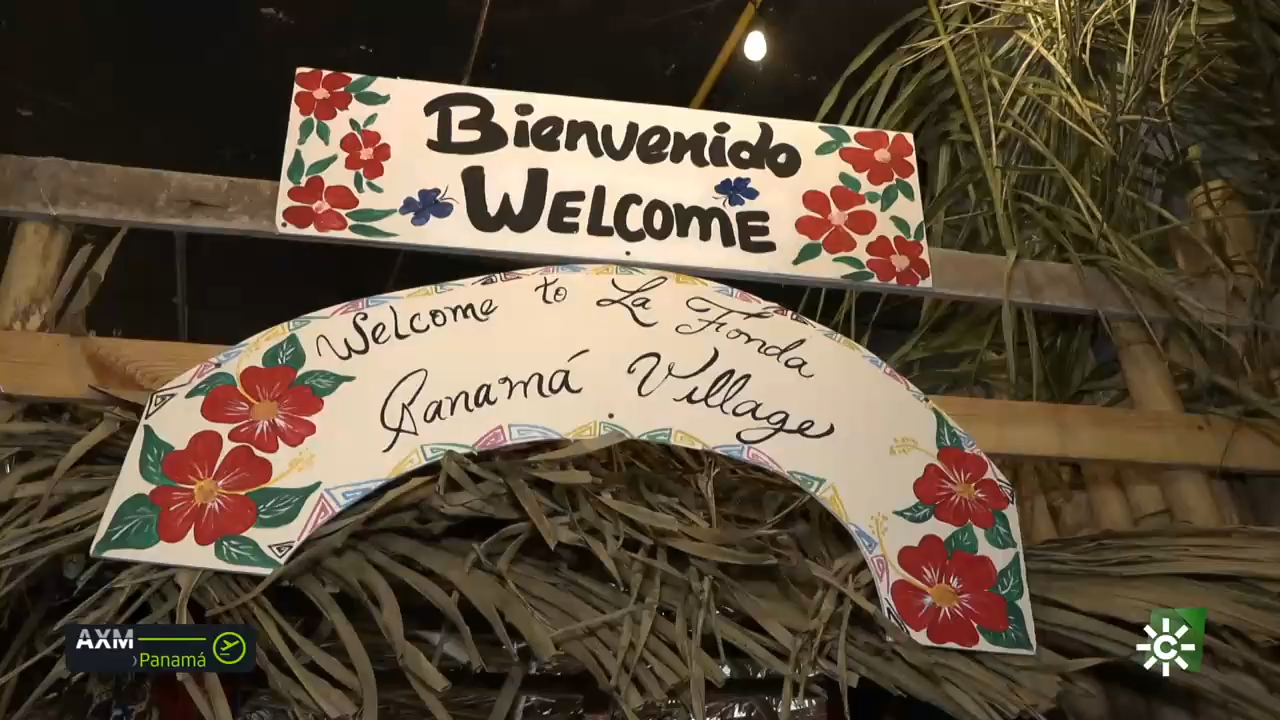 Bienvenido
WELCOME
Welcome to La Fonda
Panamá Village
AXM
Panamá
C